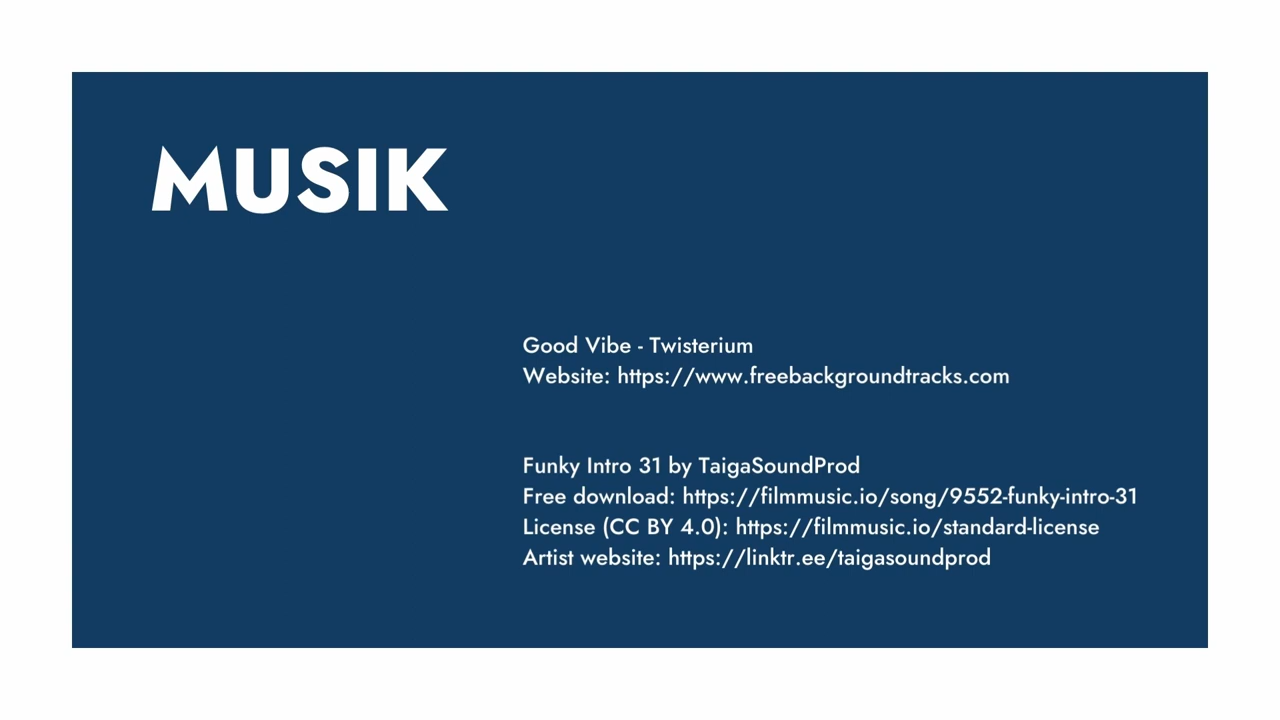 MUSIK
Good Vibe - Twisterium
Website: https://www.freebackgroundtracks.com
Funky Intro 31 by TaigaSoundProd
Free download: https://filmmusic.io/song/9552-funky-intro-31
License (CC BY 4.0): https://filmmusic.io/standard-license
Artist website: https://linktr.ee/taigasoundprod